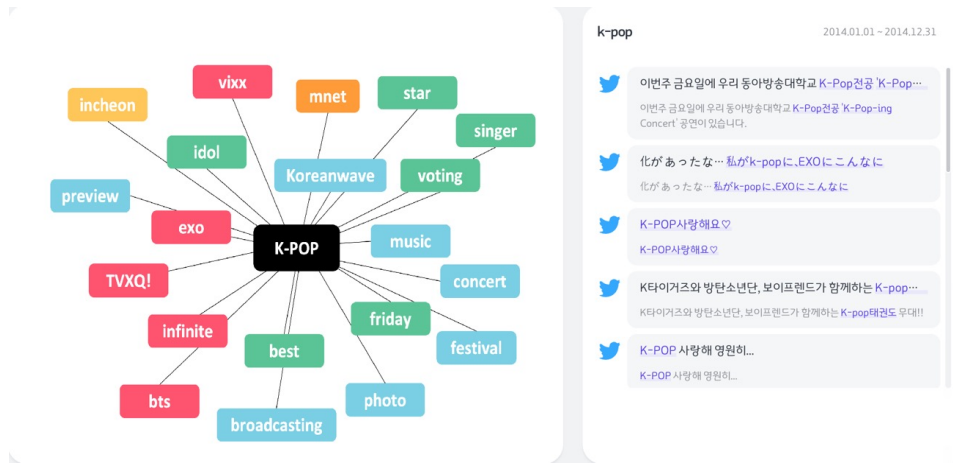 vixx
mnet
star
incheon
singer
idol
Koreanwave
voting
preview
exo
K-POP
music
TVXQ!
concert
infinite
friday
best
festival
bts
photo
broadcasting
k-pop
2014.01.01 ~ 2014.12.31
이번주 금요일에 우리 동아방송대학교 K-Pop전공 'K-Pop…
이번주 금요일에 우리 동아방송대학교 K-Pop전공 'K-Pop-ing
Concert' 공연이 있습니다.
化があったな… 私がk-popに、EXOにこんなに
化があったな… 私がk-popに、EXOにこんなに
K-POP사랑해요♡
K-POP사랑해요♡
K타이거즈와 방탄소년단, 보이프렌드가 함께하는 K-pop…
K타이거즈와 방탄소년단, 보이프렌드가 함께하는 K-pop태권도 무대!!
K-POP 사랑해 영원히...
K-POP 사랑해 영원히...